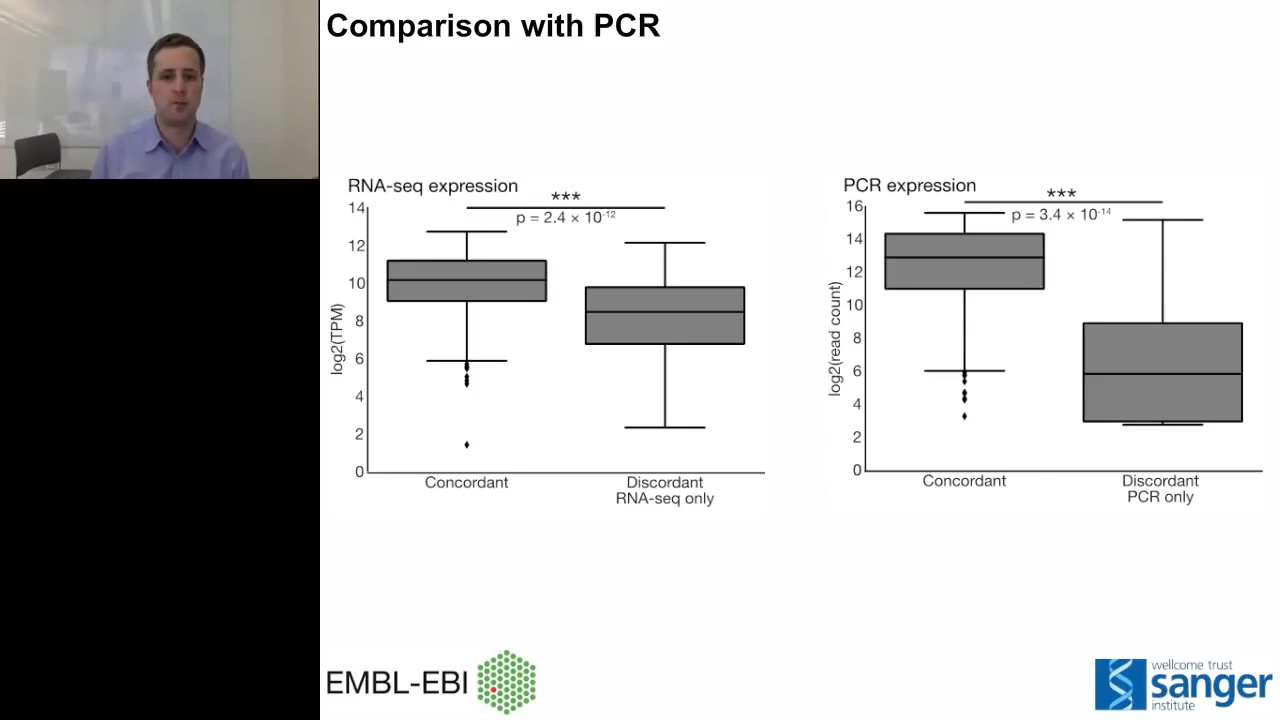 Comparison with PCR
RNA-seq expression
***
p = 2.4 × 10-12
14
12
10
8
6
4
2
0
log2(TPM)
Concordant
Discordant
RNA-seq only
PCR expression
***
p = 3.4 × 10-14
16
14
12
10
8
6
4
2
0
log2(read count)
Concordant
Discordant
PCR only
EMBL-EBI
wellcome trust
sanger
institute